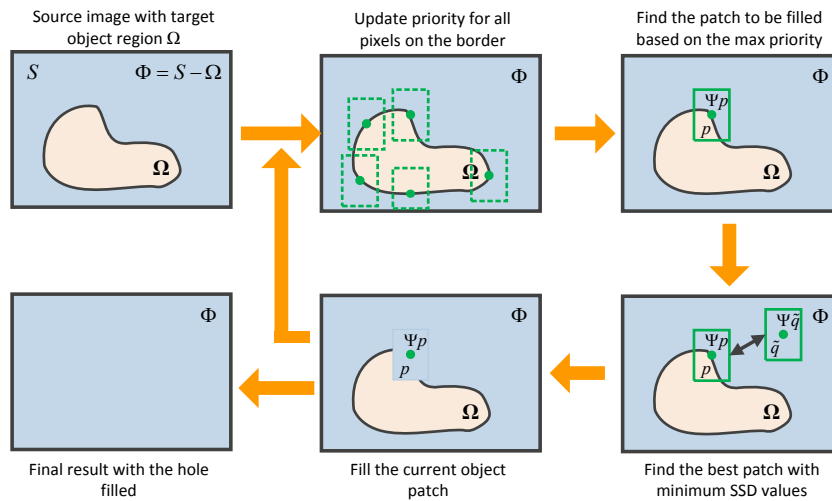 Source image with target
object region Ω
Update priority for all
pixels on the border
Find the patch to be filled
based on the max priority
S
Φ = S − Ω
Ω
Φ
Ω
Φ
Ψp
p
Ω
Φ
Φ
Ψp
p
Ω
Φ
Ψp
p
Ψq̃
q̃
Ω
Final result with the hole
filled
Fill the current object
patch
Find the best patch with
minimum SSD values